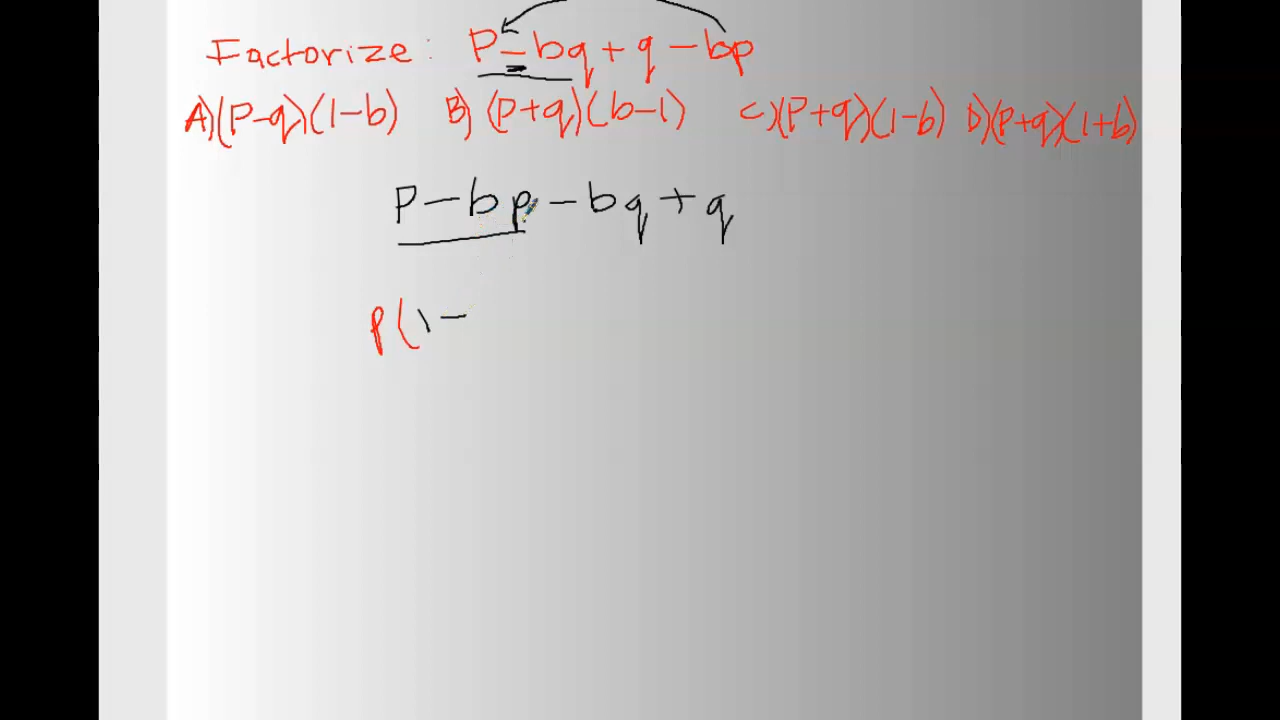 Factorize: P - bq + q - bp
A) (P-q)(1-b) B) (p+q)(b-1) C) (P+q)(1-b) D) (P+q)(1+b)
P - bp - bq + q
P(1-